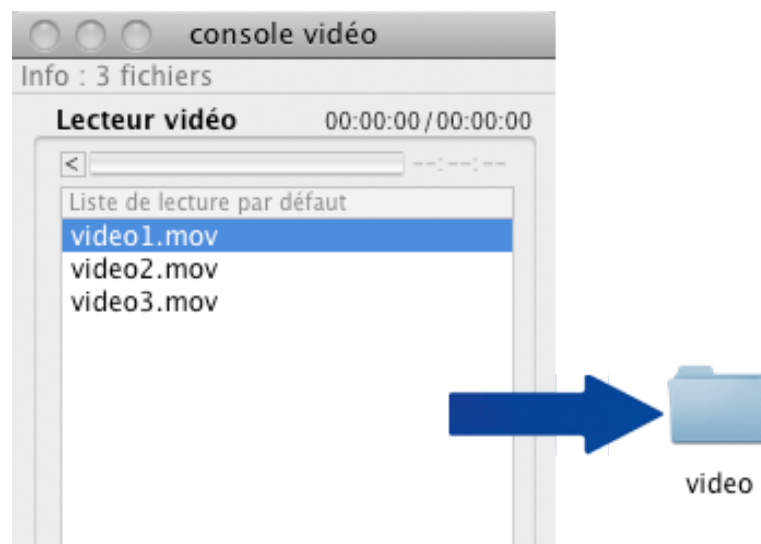 console vidéo
Info : 3 fichiers
Lecteur vidéo 00:00:00/00:00:00
< --:--:--
Liste de lecture par défaut
video1.mov
video2.mov
video3.mov
video